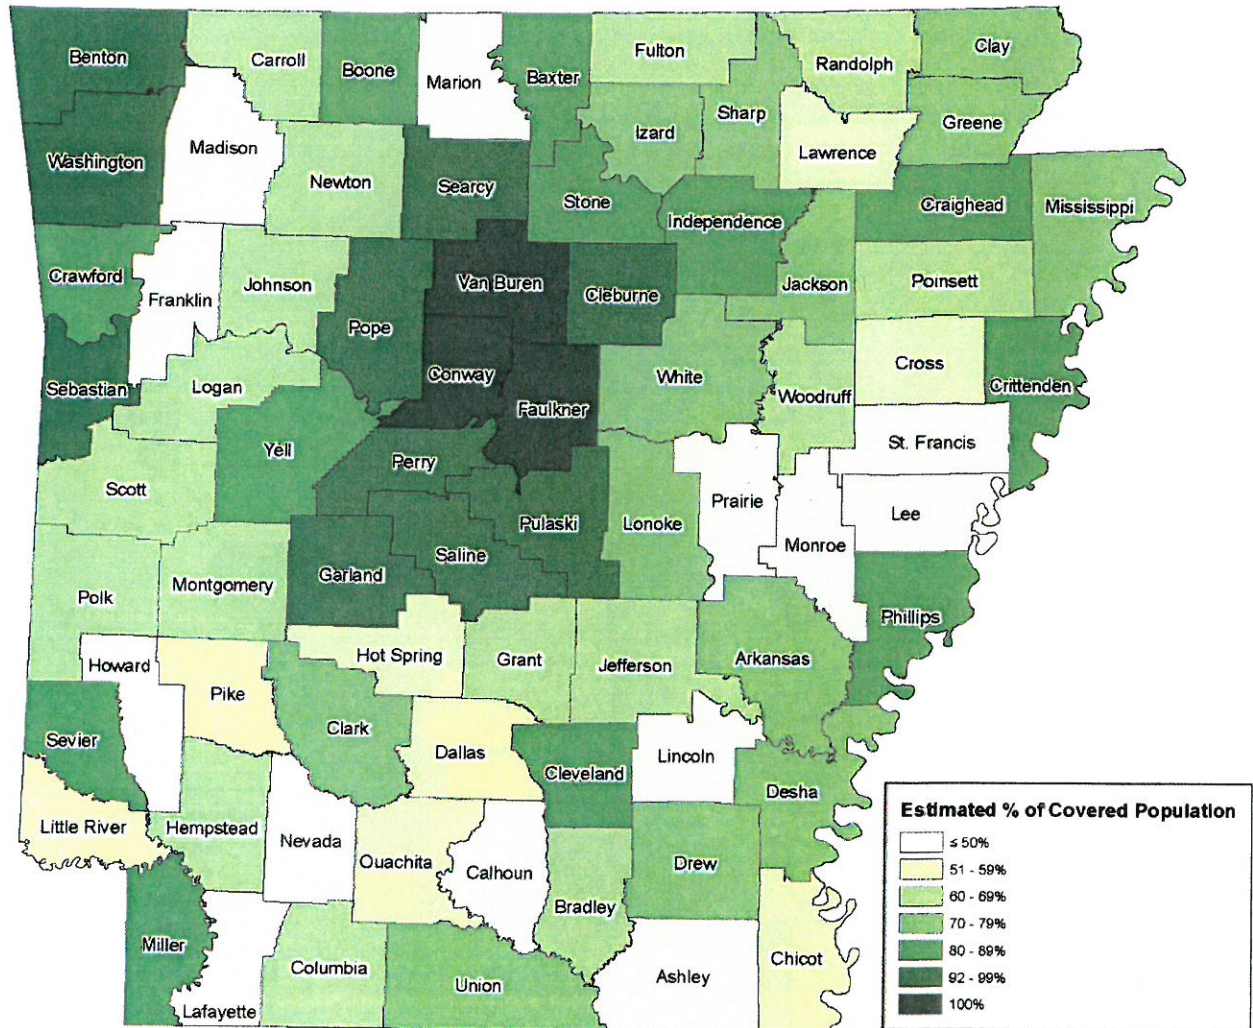 Benton
Carroll
Boone
Marion
Baxter
Fulton
Randolph
Clay
Sharp
Izard
Greene
Lawrence
Washington
Madison
Newton
Searcy
Stone
Independence
Craighead
Mississippi
Crawford
Franklin
Johnson
Van Buren
Cleburne
Jackson
Poinsett
Pope
Conway
Faulkner
White
Woodruff
Cross
Crittenden
Sebastian
Logan
Yell
Perry
St. Francis
Scott
Pulaski
Lonoke
Prairie
Lee
Monroe
Saline
Garland
Montgomery
Polk
Phillips
Howard
Hot Spring
Grant
Jefferson
Arkansas
Pike
Clark
Sevier
Dallas
Cleveland
Lincoln
Desha
Little River
Hempstead
Nevada
Ouachita
Calhoun
Drew
Bradley
Miller
Lafayette
Columbia
Union
Ashley
Chicot
Estimated % of Covered Population
≤ 50%
51 - 59%
60 - 69%
70 - 79%
80 - 89%
92 - 99%
100%